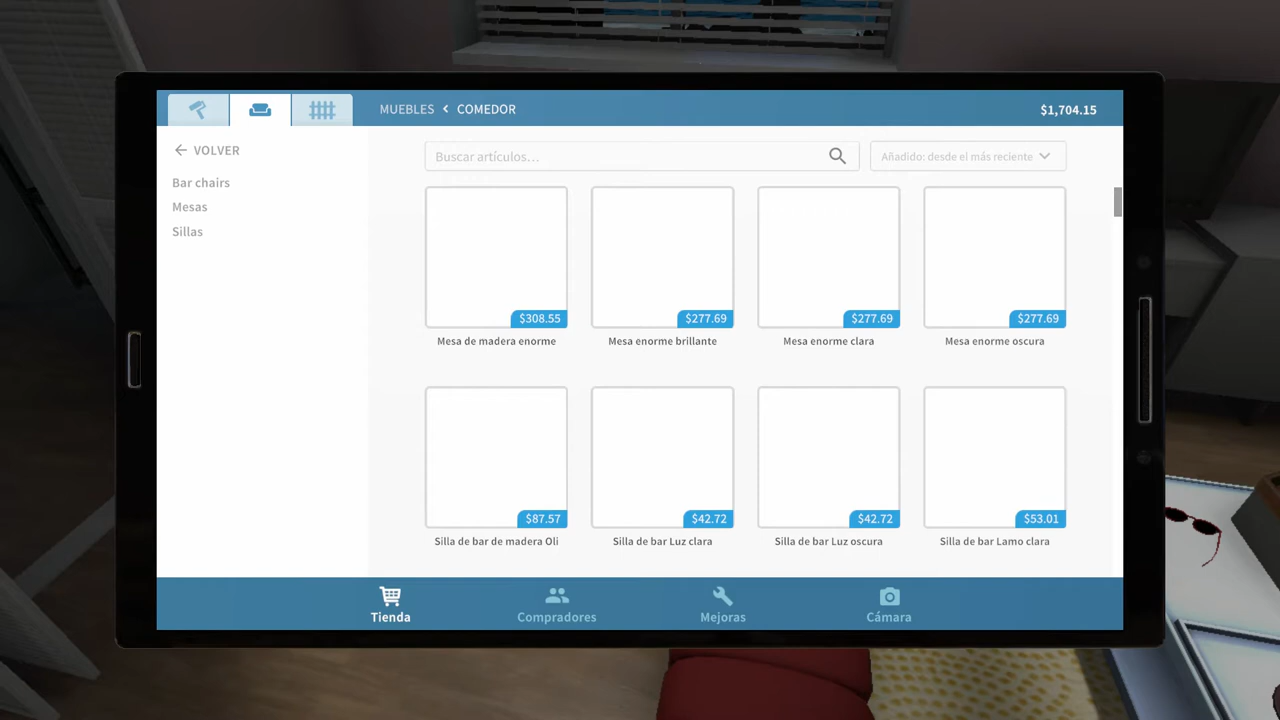 MUEBLES < COMEDOR
$1,704.15
VOLVER
Bar chairs
Mesas
Sillas
Buscar artículos...
Añadido: desde el más reciente
$308.55
$277.69
$277.69
$277.69
Mesa de madera enorme
Mesa enorme brillante
Mesa enorme clara
Mesa enorme oscura
$87.57
$42.72
$42.72
$53.01
Silla de bar de madera Oli
Silla de bar Luz clara
Silla de bar Luz oscura
Silla de bar Lamo clara
Tienda
Compradores
Mejoras
Cámara